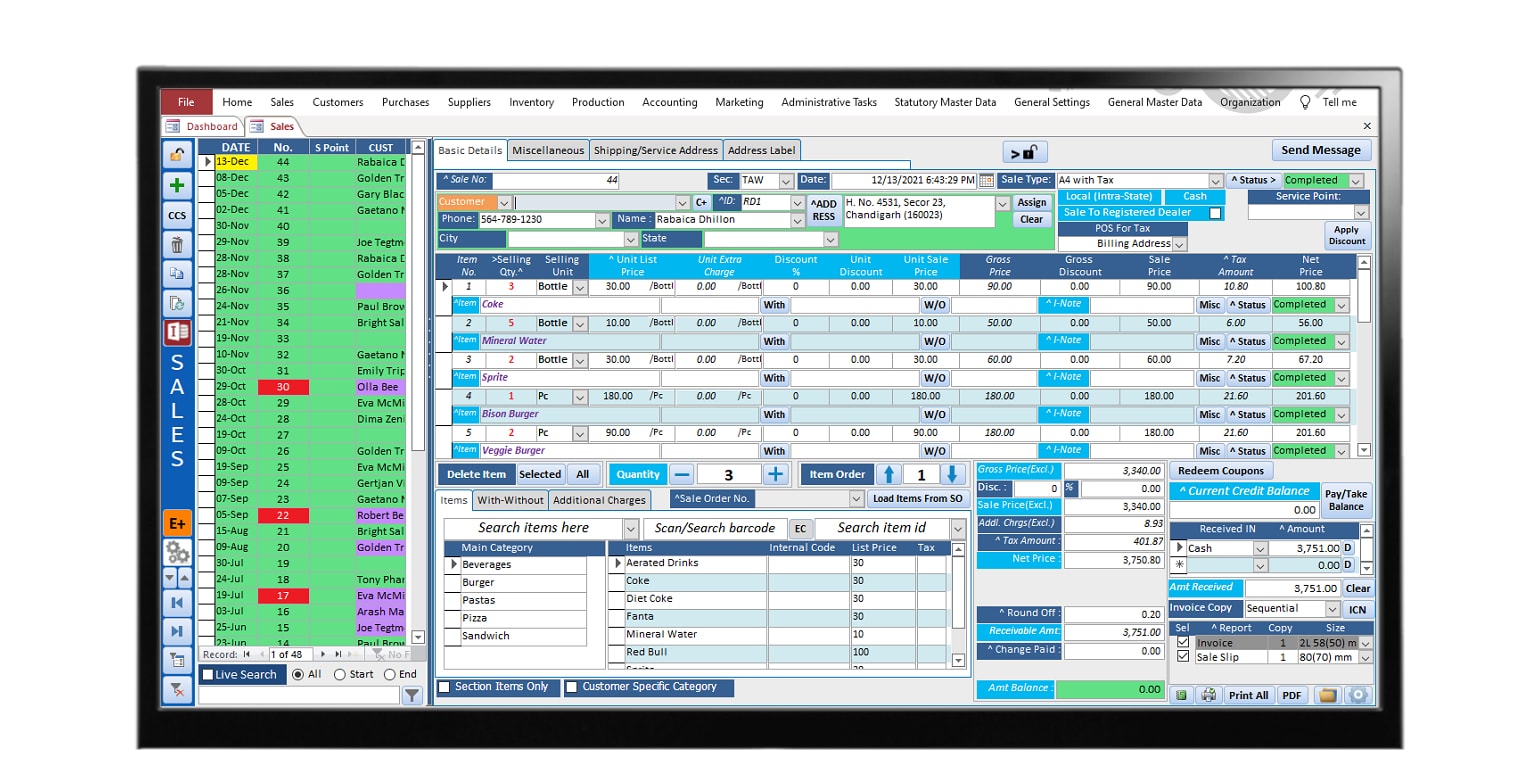 File Home Sales Customers Purchases Suppliers Inventory Production Accounting Marketing Administrative Tasks Statutory Master Data General Settings General Master Data Organization Tell me
Dashboard Sales
DATE No. S Point CUST
13-Dec 44 Rabaica D
08-Dec 43 Golden Tr
05-Dec 42 Gary Blac
02-Dec 41 Gaetano N
30-Nov 40
29-Nov 39 Joe Tegtm
28-Nov 38 Rabaica D
28-Nov 37 Golden Tr
26-Nov 36
24-Nov 35 Paul Brow
21-Nov 34 Bright Sal
19-Nov 33
10-Nov 32 Gaetano N
30-Oct 31 Emily Trip
29-Oct 30 Olla Bee
28-Oct 29 Eva McMi
24-Oct 28 Dima Zeni
19-Oct 27
09-Oct 26 Golden Tr
19-Sep 25 Eva McMi
09-Sep 24 Gertjan Vi
07-Sep 23 Gaetano N
05-Sep 22 Robert Be
15-Aug 21 Bright Sal
09-Aug 20 Golden Tr
30-Jul 19
24-Jul 18 Tony Phar
19-Jul 17 Eva McMi
03-Jul 16 Arash Ma
25-Jun 15 Joe Tegtm
23-Jun 14 Paul Brow
Record: 1 of 48 No F
Live Search All Start End
CCS
SALES
E+
Basic Details Miscellaneous Shipping/Service Address Address Label Send Message
^ Sale No: 44 Sec: TAW Date: 12/13/2021 6:43:29 PM Sale Type: A4 with Tax ^ Status > Completed
Customer C+ ^ID: RD1 ^ADDRESS H. No. 4531, Secor 23, Chandigarh (160023) Assign Clear
Local (Intra-State) Cash Service Point:
Phone: 564-789-1230 Name : Rabaica Dhillon
Sale To Registered Dealer
City State
POS For Tax
Billing Address
Apply Discount
Item No. >Selling Qty.^ Selling Unit ^ Unit List Price Unit Extra Charge Discount % Unit Discount Unit Sale Price Gross Price Gross Discount Sale Price ^ Tax Amount Net Price
1 3 Bottle 30.00 /Bottl 0.00 /Bottl 0 0.00 30.00 90.00 0.00 90.00 10.80 100.80
^Item Coke With W/O ^ I-Note Misc ^ Status Completed
2 5 Bottle 10.00 /Bottl 0.00 /Bottl 0 0.00 10.00 50.00 0.00 50.00 6.00 56.00
^Item Mineral Water With W/O ^ I-Note Misc ^ Status Completed
3 2 Bottle 30.00 /Bottl 0.00 /Bottl 0 0.00 30.00 60.00 0.00 60.00 7.20 67.20
^Item Sprite With W/O ^ I-Note Misc ^ Status Completed
4 1 Pc 180.00 /Pc 0.00 /Pc 0 0.00 180.00 180.00 0.00 180.00 21.60 201.60
^Item Bison Burger With W/O ^ I-Note Misc ^ Status Completed
5 2 Pc 90.00 /Pc 0.00 /Pc 0 0.00 90.00 180.00 0.00 180.00 21.60 201.60
^Item Veggie Burger With W/O ^ I-Note Misc ^ Status Completed
Delete Item Selected All Quantity 3 Item Order 1
Items With-Without Additional Charges ^Sale Order No. Load Items From SO
Search items here Scan/Search barcode EC Search item id
Main Category
Beverages
Burger
Pastas
Pizza
Sandwich
Items Internal Code List Price Tax
Aerated Drinks 30
Coke 30
Diet Coke 30
Fanta 30
Mineral Water 10
Red Bull 100
Sprite 30
Section Items Only Customer Specific Category
Gross Price(Excl.) 3,340.00
Disc. : 0 % 0.00
Sale Price(Excl.) 3,340.00
Addl. Chrgs(Excl.) 8.93
^ Tax Amount : 401.87
Net Price : 3,750.80
^ Round Off : 0.20
Receivable Amt: 3,751.00
^ Change Paid : 0.00
Amt Balance : 0.00
Redeem Coupons
^ Current Credit Balance Pay/Take Balance
0.00
Received IN ^ Amount
Cash 3,751.00 D
* 0.00 D
Amt Received 3,751.00 Clear
Invoice Copy Sequential ICN
Sel ^ Report Copy Size
Invoice 1 2L 58(50) m
Sale Slip 1 80(70) mm
Print All PDF